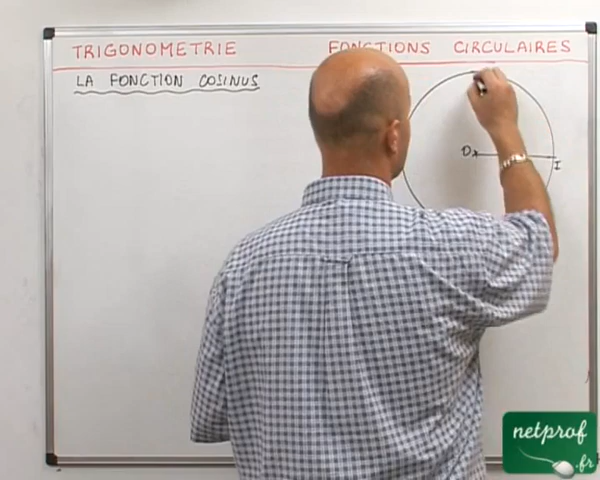 TRIGONOMETRIE FONCTIONS CIRCULAIRES
LA FONCTION COSINUS
O
I
netprof
.fr